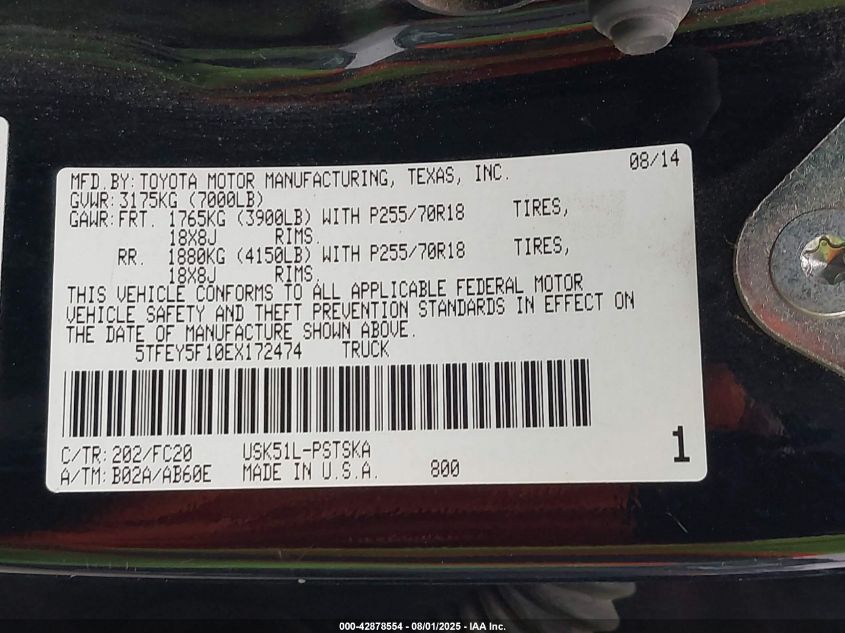 08/14
MFD.BY: TOYOTA MOTOR MANUFACTURING, TEXAS, INC.
GVWR: 3175KG (7000LB)
GAWR: FRT. 1765KG (3900LB) WITH P255/70R18 TIRES,
18X8J RIMS.
RR. 1880KG (4150LB) WITH P255/70R18 TIRES,
18X8J RIMS.
THIS VEHICLE CONFORMS TO ALL APPLICABLE FEDERAL MOTOR
VEHICLE SAFETY AND THEFT PREVENTION STANDARDS IN EFFECT ON
THE DATE OF MANUFACTURE SHOWN ABOVE.
5TFEY5F10EX172474 TRUCK
C/TR: 202/FC20 USK51L-PSTSKA
A/TM: B02A/AB60E MADE IN U.S.A. 800
1
000-42878554 - 08/01/2025 - IAA Inc.